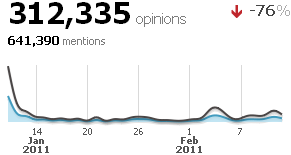 312,335 opinions -76%
641,390 mentions
14 20 26 1 7
Jan Feb
2011 2011